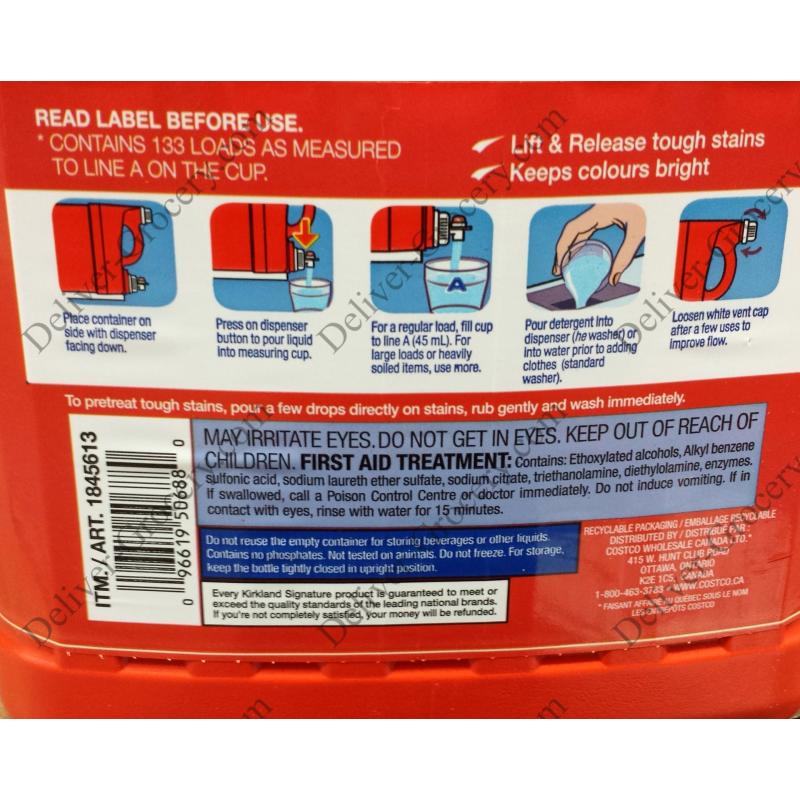 READ LABEL BEFORE USE.
* CONTAINS 133 LOADS AS MEASURED
TO LINE A ON THE CUP.
Lift & Release tough stains
Keeps colours bright
A
Place container on
side with dispenser
facing down.
Press on dispenser
button to pour liquid
into measuring cup.
For a regular load, fill cup
to line A (45 mL). For
large loads or heavily
soiled items, use more.
Pour detergent into
dispenser (he washer) or
into water prior to adding
clothes (standard
washer).
Loosen white vent cap
after a few uses to
improve flow.
To pretreat tough stains, pour a few drops directly on stains, rub gently and wash immediately.
ITM. / ART. 1845613
0 96619 50688 0
MAY IRRITATE EYES. DO NOT GET IN EYES. KEEP OUT OF REACH OF
CHILDREN. FIRST AID TREATMENT: Contains: Ethoxylated alcohols, Alkyl benzene
sulfonic acid, sodium laureth ether sulfate, sodium citrate, triethanolamine, diethylolamine, enzymes.
If swallowed, call a Poison Control Centre or doctor immediately. Do not induce vomiting. If in
contact with eyes, rinse with water for 15 minutes.
Do not reuse the empty container for storing beverages or other liquids.
Contains no phosphates. Not tested on animals. Do not freeze. For storage,
keep the bottle tightly closed in upright position.
Every Kirkland Signature product is guaranteed to meet or
exceed the quality standards of the leading national brands.
If you're not completely satisfied, your money will be refunded.
RECYCLABLE PACKAGING / EMBALLAGE RECYCLABLE
DISTRIBUTED BY / DISTRIBUÉ PAR :
COSTCO WHOLESALE CANADA LTD.*
415 W. HUNT CLUB ROAD
OTTAWA, ONTARIO
K2E 1C5, CANADA
1-800-463-3783 • WWW.COSTCO.CA
* FAISANT AFFAIRE AU QUÉBEC SOUS LE NOM
LES ENTREPÔTS COSTCO
Deliver-Grocery.com